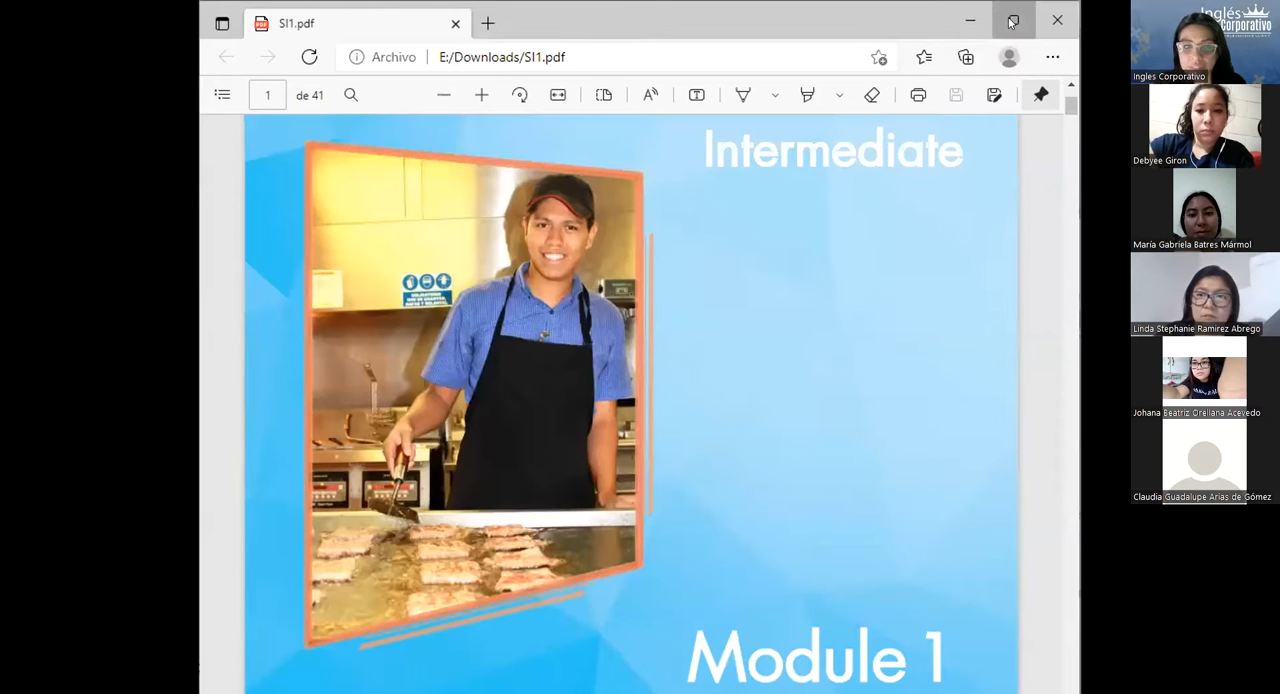 SI1.pdf
Archivo
E:/Downloads/SI1.pdf
1
de 41
Intermediate
Module 1
Inglés
Corporativo
Ingles Corporativo
Debyee Giron
María Gabriela Batres Mármol
Linda Stephanie Ramirez Abrego
Johana Beatriz Orellana Acevedo
Claudia Guadalupe Arias de Gómez